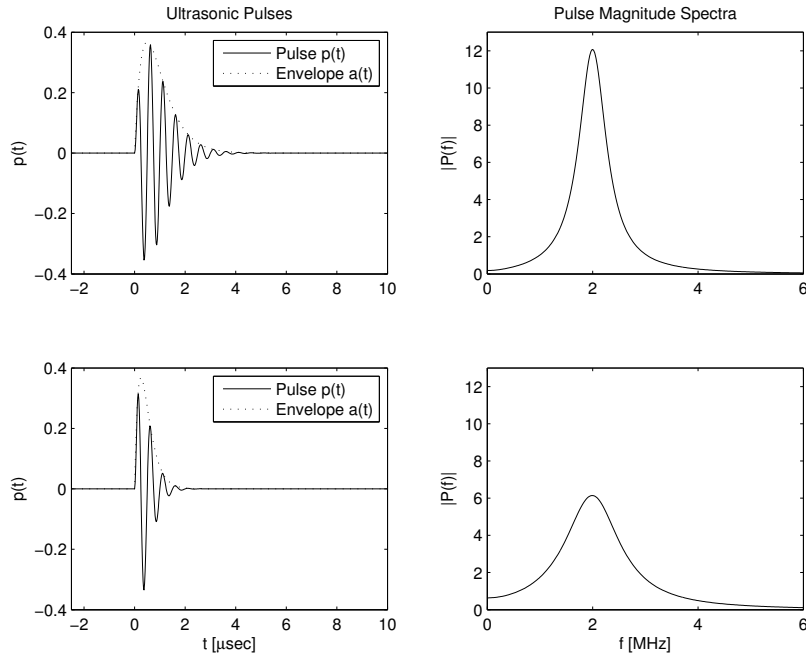 Ultrasonic Pulses
0.4
0.2
0
−0.2
−0.4
p(t)
Pulse p(t)
Envelope a(t)
−2 0 2 4 6 8 10
Pulse Magnitude Spectra
12
10
8
6
4
2
0
|P(f)|
0 2 4 6
0.4
0.2
0
−0.2
−0.4
p(t)
Pulse p(t)
Envelope a(t)
−2 0 2 4 6 8 10
t [μsec]
12
10
8
6
4
2
0
|P(f)|
0 2 4 6
f [MHz]